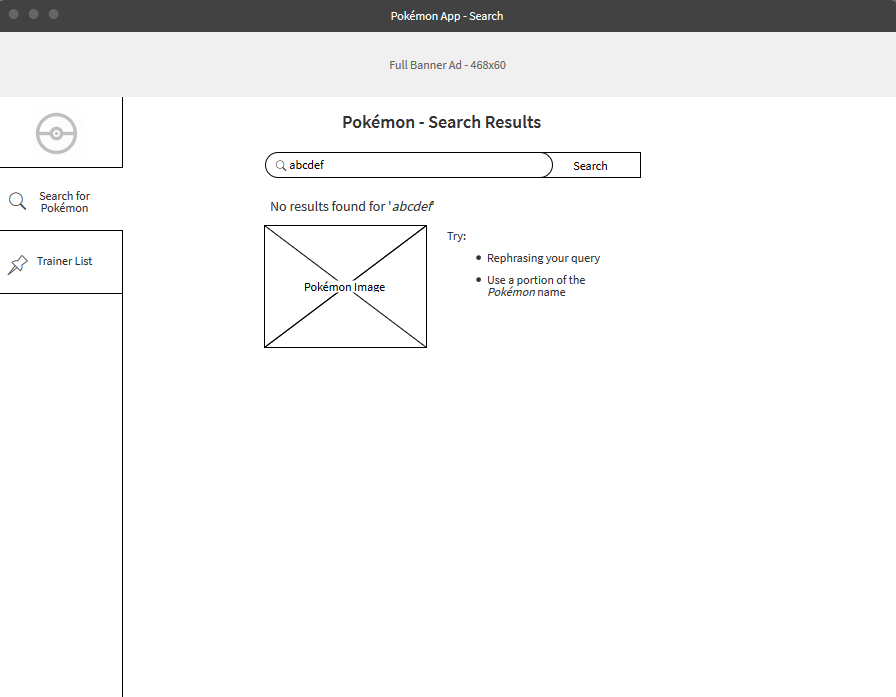 Pokémon App - Search
Full Banner Ad - 468x60
Pokémon - Search Results
abcdef
Search
Search for
Pokémon
Trainer List
No results found for 'abcdef'
Pokémon Image
Try:
• Rephrasing your query
• Use a portion of the
Pokémon name